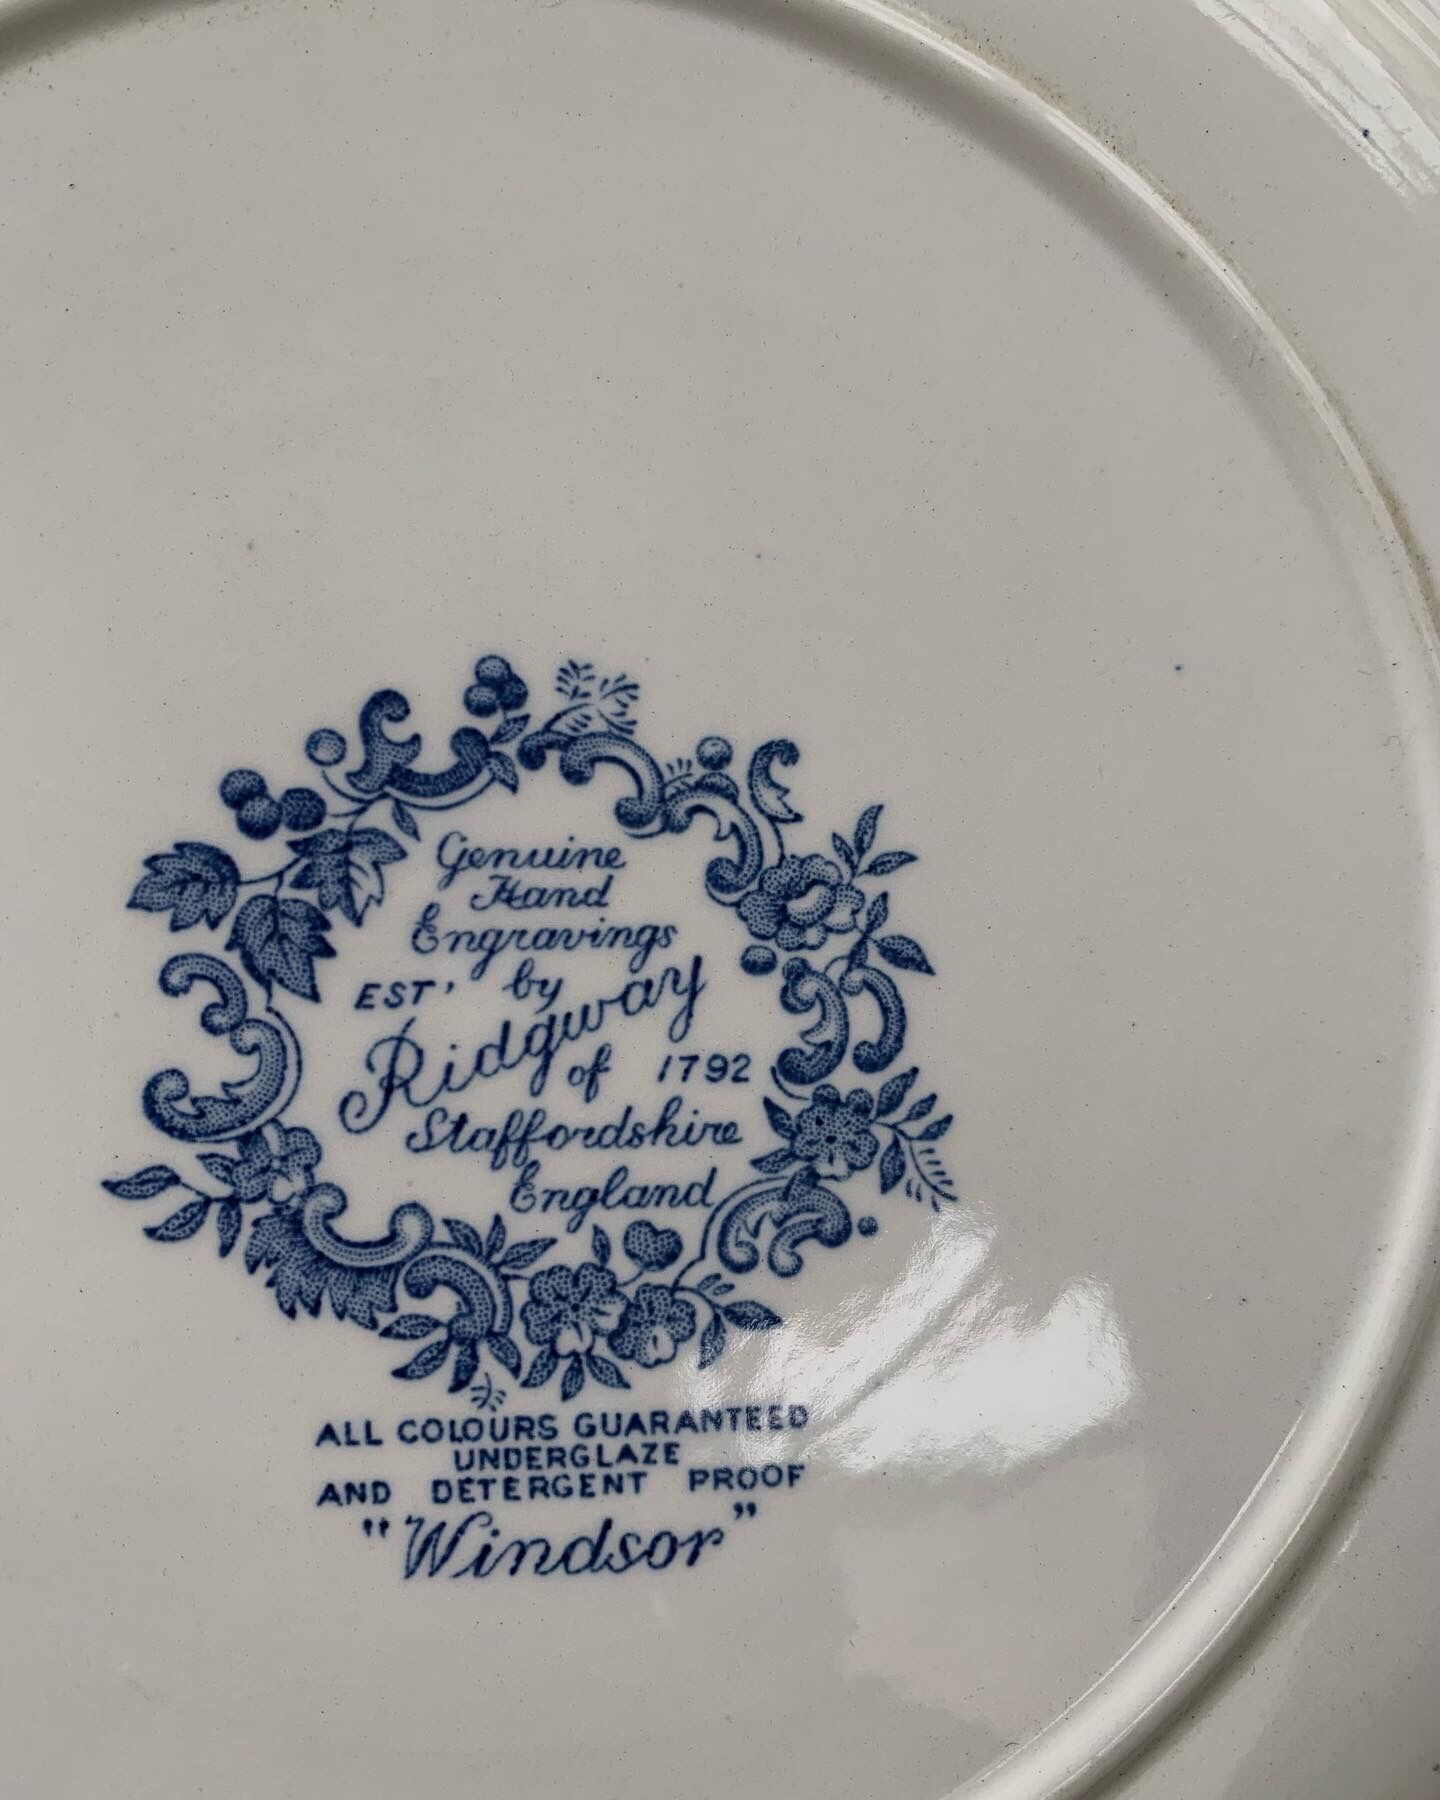 Genuine
Hand
Engravings
EST' by
Ridgway
of 1792
Staffordshire
England
ALL COLOURS GUARANTEED
UNDERGLAZE
AND DETERGENT PROOF
"Windsor"